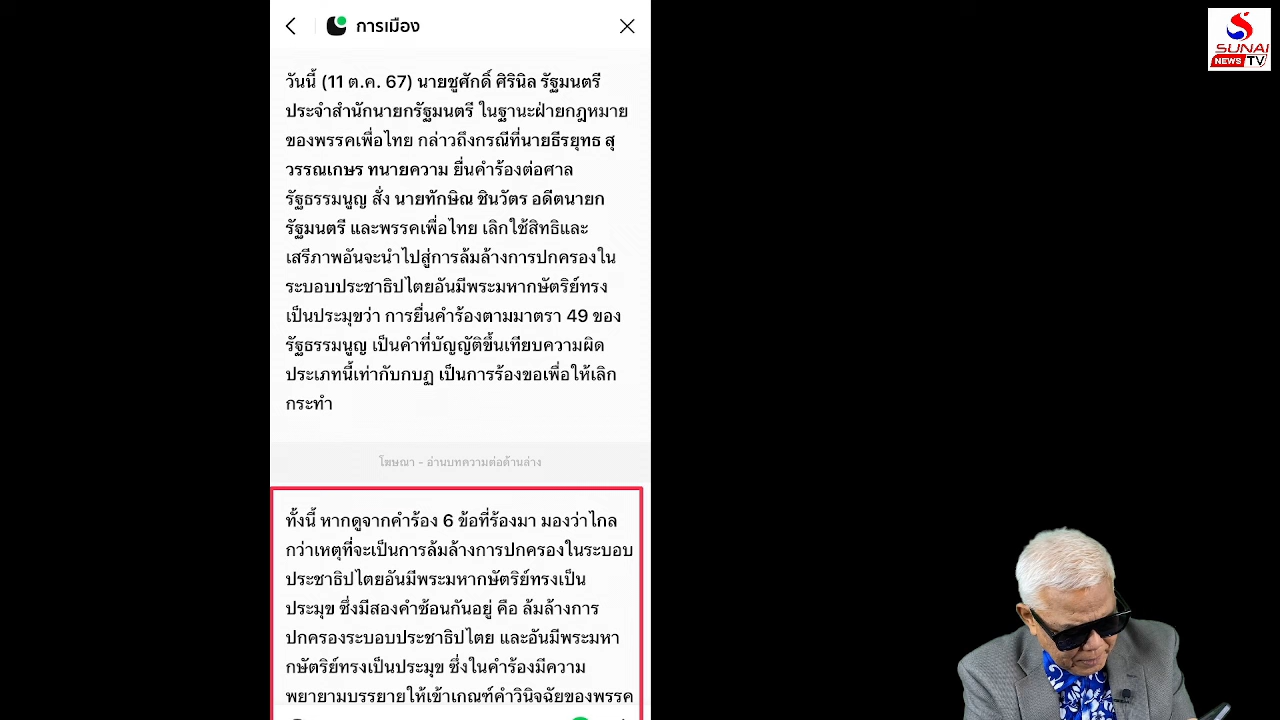 การเมือง
SUNAI
NEWS TV
วันนี้ (11 ต.ค. 67) นายชูศักดิ์ ศิรินิล รัฐมนตรี
ประจำสำนักนายกรัฐมนตรี ในฐานะฝ่ายกฎหมาย
ของพรรคเพื่อไทย กล่าวถึงกรณีที่นายธีรยุทธ สุ
วรรณเกษร ทนายความ ยื่นคำร้องต่อศาล
รัฐธรรมนูญ สั่ง นายทักษิณ ชินวัตร อดีตนายก
รัฐมนตรี และพรรคเพื่อไทย เลิกใช้สิทธิและ
เสรีภาพอันจะนำไปสู่การล้มล้างการปกครองใน
ระบอบประชาธิปไตยอันมีพระมหากษัตริย์ทรง
เป็นประมุขว่า การยื่นคำร้องตามมาตรา 49 ของ
รัฐธรรมนูญ เป็นคำที่บัญญัติขึ้นเทียบความผิด
ประเภทนี้เท่ากับกบฏ เป็นการร้องขอเพื่อให้เลิก
กระทำ
โฆษณา - อ่านบทความต่อด้านล่าง
ทั้งนี้ หากดูจากคำร้อง 6 ข้อที่ร้องมา มองว่าไกล
กว่าเหตุที่จะเป็นการล้มล้างการปกครองในระบอบ
ประชาธิปไตยอันมีพระมหากษัตริย์ทรงเป็น
ประมุข ซึ่งมีสองคำซ้อนกันอยู่ คือ ล้มล้างการ
ปกครองระบอบประชาธิปไตย และอันมีพระมหา
กษัตริย์ทรงเป็นประมุข ซึ่งในคำร้องมีความ
พยายามบรรยายให้เข้าเกณฑ์คำวินิจฉัยของพรรค